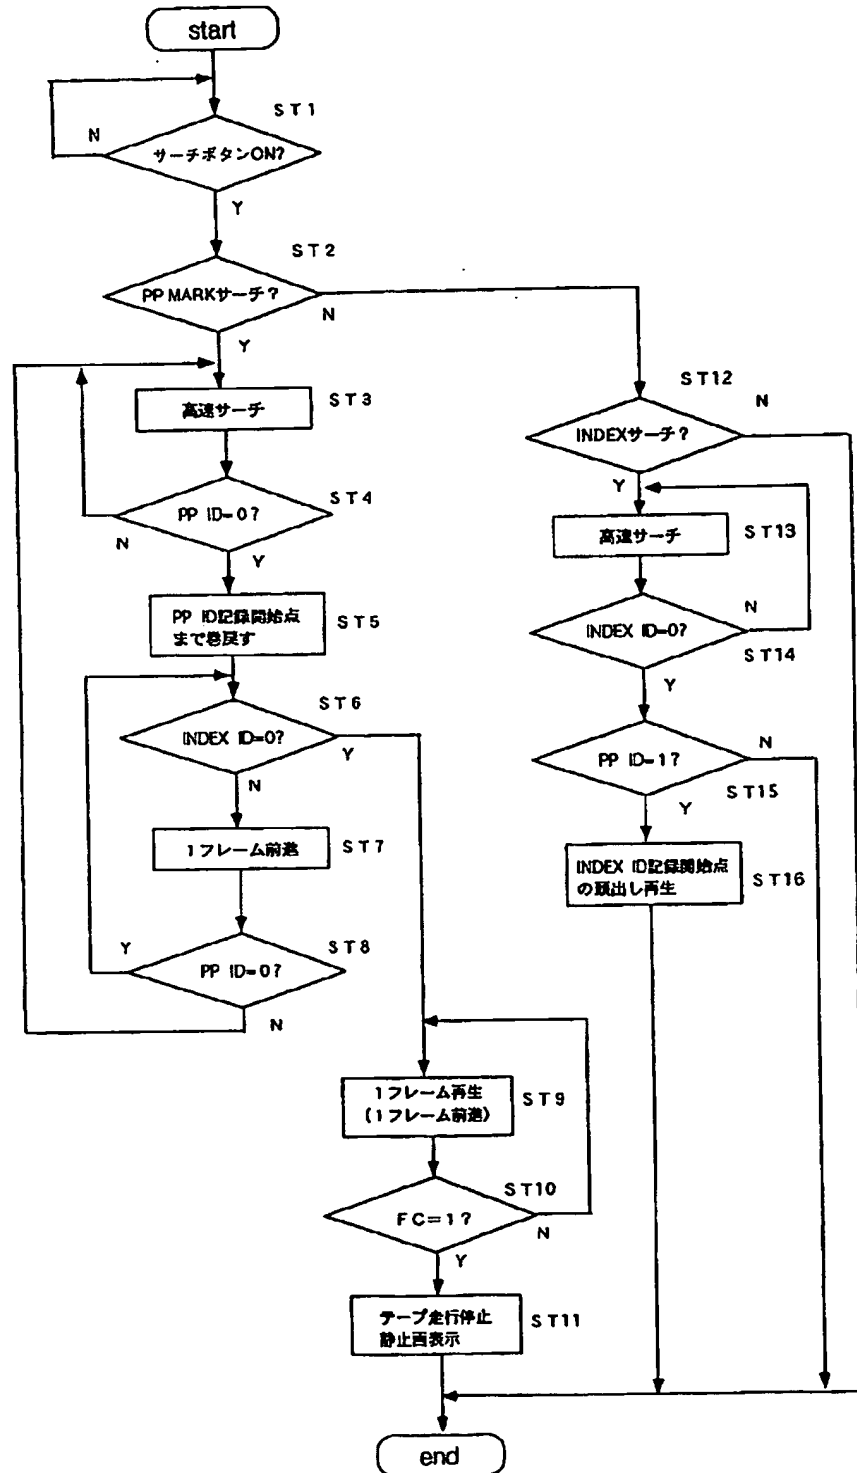 start
ST1
N
サーチボタンON?
Y
ST2
PP MARKサーチ?
N
Y
高速サーチ
ST3
ST4
PP ID=0?
N
Y
PP ID記録開始点
まで巻戻す
ST5
ST6
INDEX ID=0?
Y
N
1フレーム前進
ST7
ST8
Y
PP ID=0?
N
1フレーム再生
(1フレーム前進)
ST9
ST10
FC=1?
N
Y
テープ走行停止
静止画表示
ST11
ST12
N
INDEXサーチ?
Y
高速サーチ
ST13
N
INDEX ID=0?
ST14
Y
N
PP ID=1?
ST15
Y
INDEX ID記録開始点
の頭出し再生
ST16
end